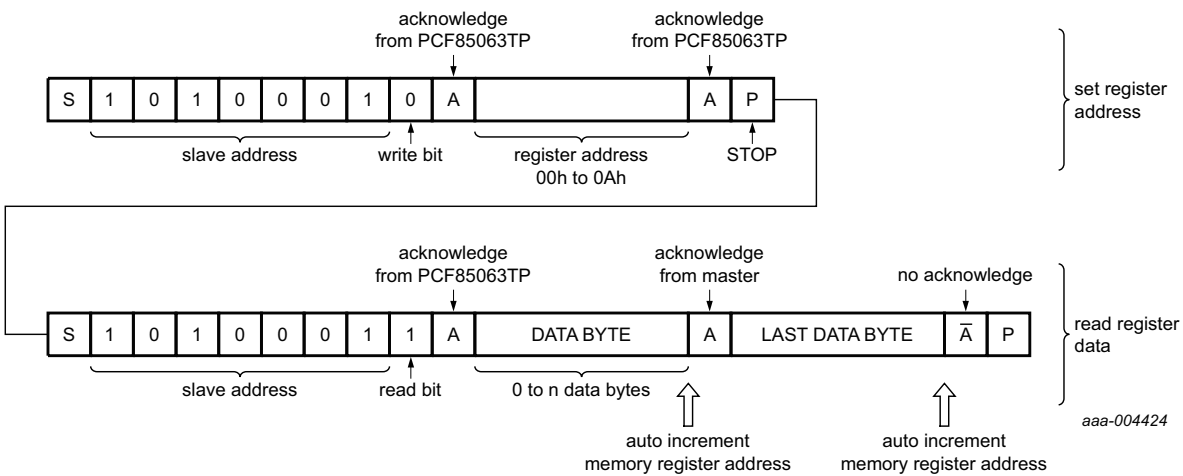 acknowledge
from PCF85063TP
acknowledge
from PCF85063TP
S 1 0 1 0 0 0 1 0 A A P
set register
address
slave address
write bit
register address
00h to 0Ah
STOP
acknowledge
from PCF85063TP
acknowledge
from master
no acknowledge
S 1 0 1 0 0 0 1 1 A DATA BYTE A LAST DATA BYTE A̅ P
read register
data
slave address
read bit
0 to n data bytes
auto increment
memory register address
auto increment
memory register address
aaa-004424